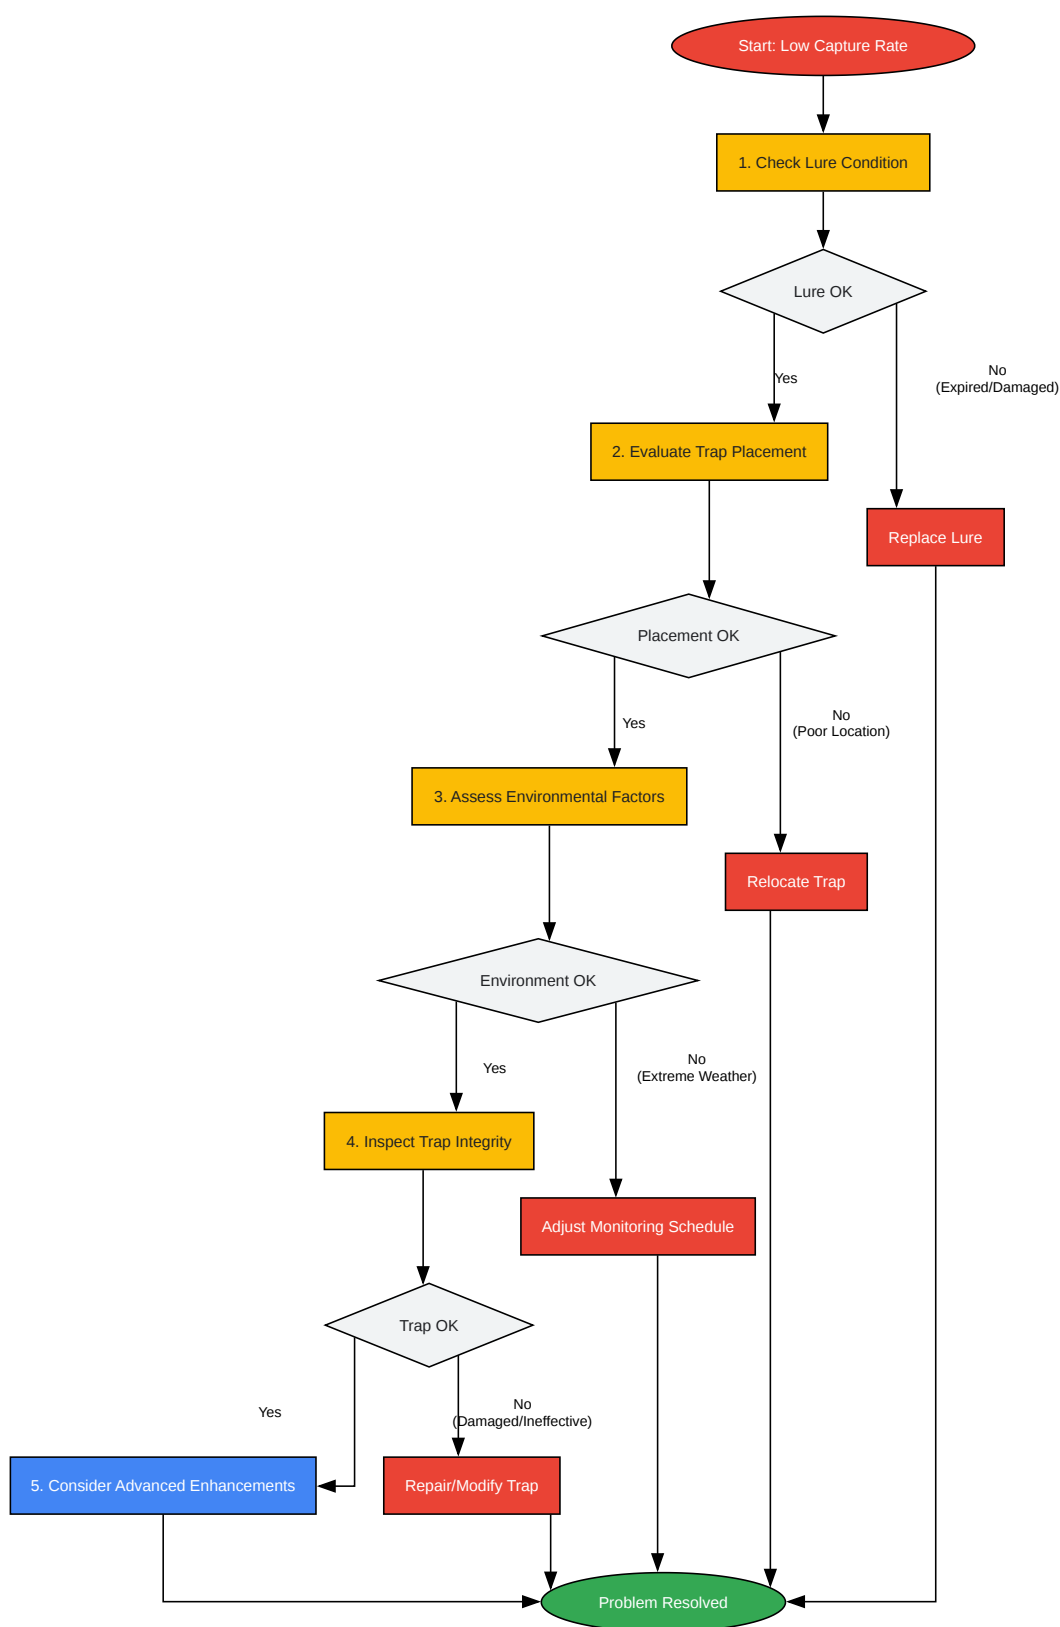 Start: Low Capture Rate
1. Check Lure Condition
Lure OK
Yes
No
(Expired/Damaged)
2. Evaluate Trap Placement
Replace Lure
Placement OK
Yes
No
(Poor Location)
3. Assess Environmental Factors
Relocate Trap
Environment OK
Yes
No
(Extreme Weather)
4. Inspect Trap Integrity
Adjust Monitoring Schedule
Trap OK
Yes
No
(Damaged/Ineffective)
5. Consider Advanced Enhancements
Repair/Modify Trap
Problem Resolved